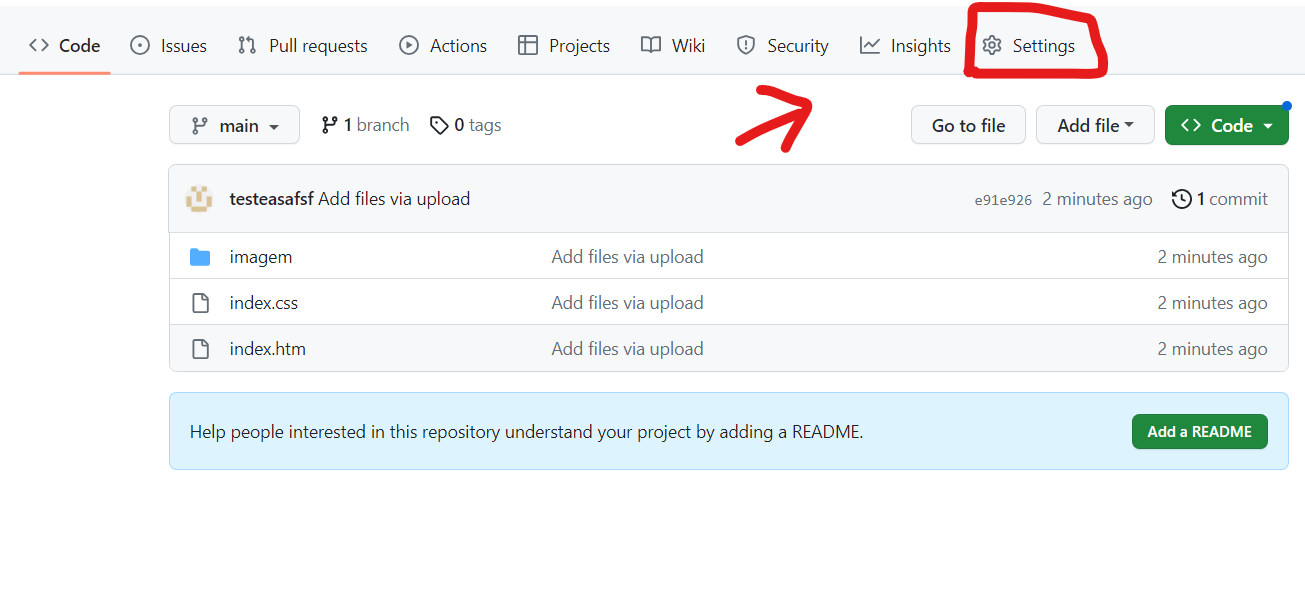 Code Issues Pull requests Actions Projects Wiki Security Insights Settings
main 1 branch 0 tags Go to file Add file Code
testeasafsf Add files via upload e91e926 2 minutes ago 1 commit
imagem Add files via upload 2 minutes ago
index.css Add files via upload 2 minutes ago
index.htm Add files via upload 2 minutes ago
Help people interested in this repository understand your project by adding a README. Add a README